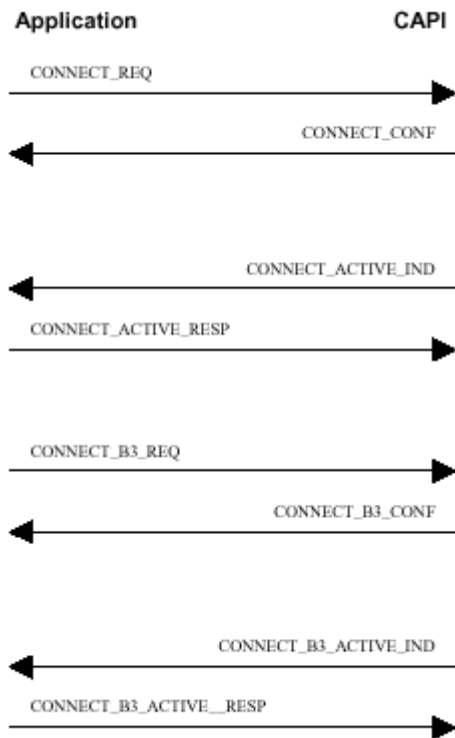 Application CAPI
CONNECT_REQ
CONNECT_CONF
CONNECT_ACTIVE_IND
CONNECT_ACTIVE_RESP
CONNECT_B3_REQ
CONNECT_B3_CONF
CONNECT_B3_ACTIVE_IND
CONNECT_B3_ACTIVE__RESP